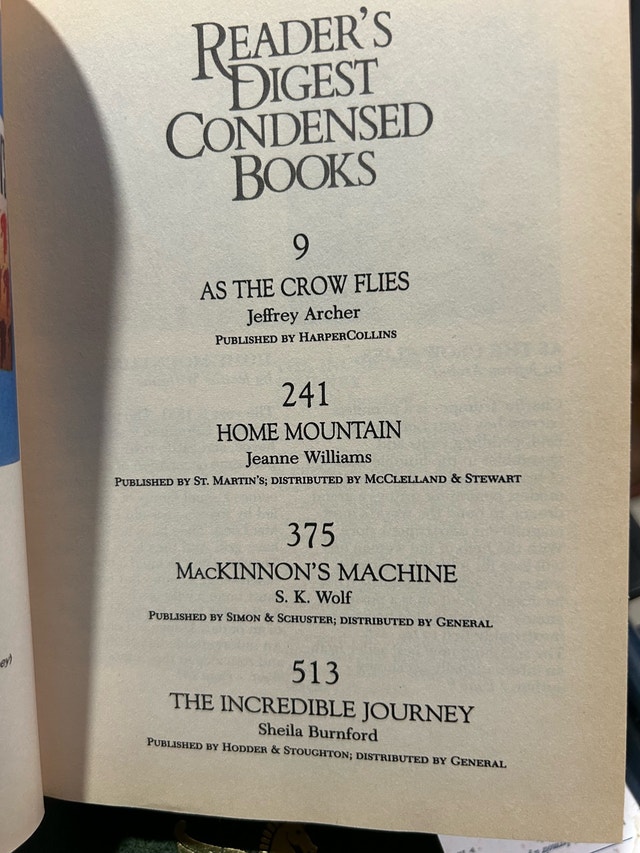 READER'S
DIGEST
CONDENSED
BOOKS
9
AS THE CROW FLIES
Jeffrey Archer
PUBLISHED BY HARPERCOLLINS
241
HOME MOUNTAIN
Jeanne Williams
PUBLISHED BY ST. MARTIN'S; DISTRIBUTED BY MCCLELLAND & STEWART
375
MACKINNON'S MACHINE
S. K. Wolf
PUBLISHED BY SIMON & SCHUSTER; DISTRIBUTED BY GENERAL
513
THE INCREDIBLE JOURNEY
Sheila Burnford
PUBLISHED BY HODDER & STOUGHTON; DISTRIBUTED BY GENERAL